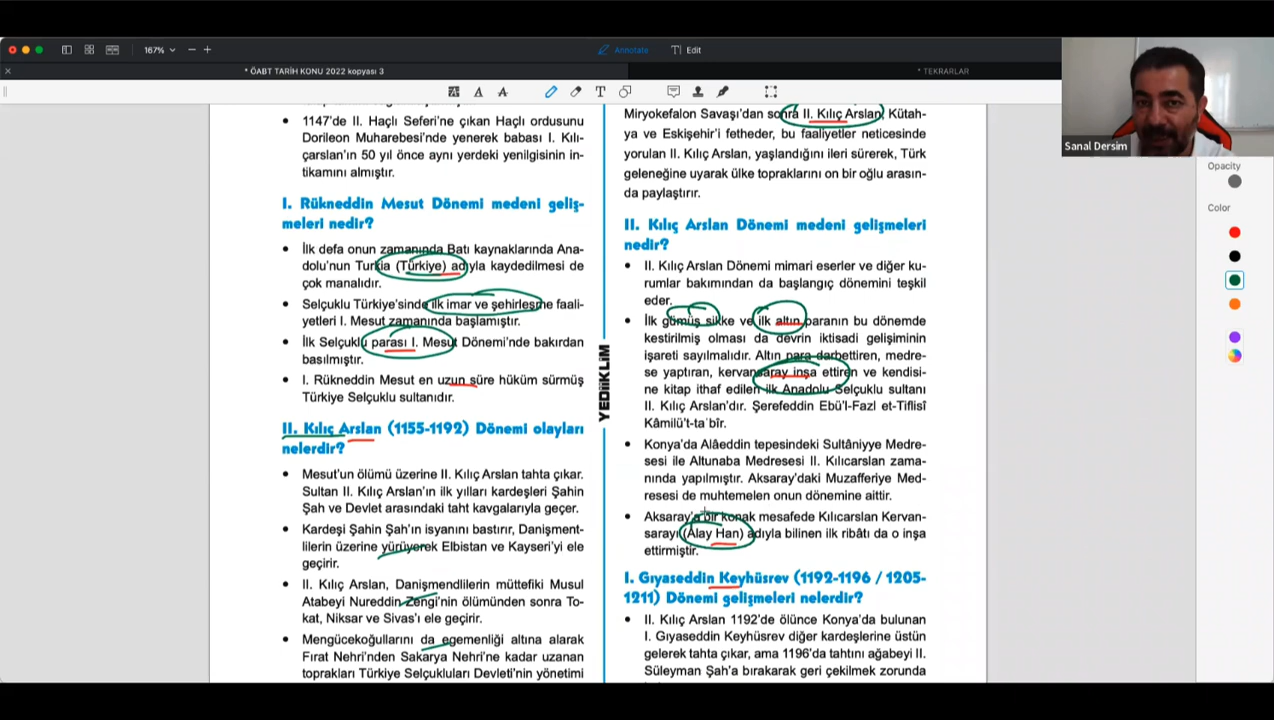 167%
Annotate
Edit
* ÖABT TARİH KONU 2022 kopyası 3
* TEKRARLAR
Sanal Dersim
Opacity
Color
• 1147'de II. Haçlı Seferi'ne çıkan Haçlı ordusunu
Dorileon Muharebesi'nde yenerek babası I. Kılı-
çarslan'ın 50 yıl önce aynı yerdeki yenilgisinin in-
tikamını almıştır.
I. Rükneddin Mesut Dönemi medeni geliş-
meleri nedir?
• İlk defa onun zamanında Batı kaynaklarında Ana-
dolu'nun Turkia (Türkiye) adıyla kaydedilmesi de
çok manalıdır.
• Selçuklu Türkiye'sinde ilk imar ve şehirleşme faali-
yetleri I. Mesut zamanında başlamıştır.
• İlk Selçuklu parası I. Mesut Dönemi'nde bakırdan
basılmıştır.
• I. Rükneddin Mesut en uzun süre hüküm sürmüş
Türkiye Selçuklu sultanıdır.
II. Kılıç Arslan (1155-1192) Dönemi olayları
nelerdir?
• Mesut'un ölümü üzerine II. Kılıç Arslan tahta çıkar.
Sultan II. Kılıç Arslan'ın ilk yılları kardeşleri Şahin
Şah ve Devlet arasındaki taht kavgalarıyla geçer.
• Kardeşi Şahin Şah'ın isyanını bastırır, Danişment-
lilerin üzerine yürüyerek Elbistan ve Kayseri'yi ele
geçirir.
• II. Kılıç Arslan, Danişmendlilerin müttefiki Musul
Atabeyi Nureddin Zengi'nin ölümünden sonra To-
kat, Niksar ve Sivas'ı ele geçirir.
• Mengücekoğullarını da egemenliği altına alarak
Fırat Nehri'nden Sakarya Nehri'ne kadar uzanan
toprakları Türkiye Selçukluları Devleti'nin yönetimi
YEDİİKLİM
Miryokefalon Savaşı'dan sonra II. Kılıç Arslan, Kütah-
ya ve Eskişehir'i fetheder, bu faaliyetler neticesinde
yorulan II. Kılıç Arslan, yaşlandığını ileri sürerek, Türk
geleneğine uyarak ülke topraklarını on bir oğlu arasın-
da paylaştırır.
II. Kılıç Arslan Dönemi medeni gelişmeleri
nedir?
• II. Kılıç Arslan Dönemi mimari eserler ve diğer ku-
rumlar bakımından da başlangıç dönemini teşkil
eder.
• İlk gümüş sikke ve ilk altın paranın bu dönemde
kestirilmiş olması da devrin iktisadi gelişiminin
işareti sayılmalıdır. Altın para darbettiren, medre-
se yaptıran, kervansaray inşa ettiren ve kendisi-
ne kitap ithaf edilen ilk Anadolu Selçuklu sultanı
II. Kılıç Arslan'dır. Şerefeddin Ebü'l-Fazl et-Tiflisî
Kâmilü't-ta'bîr.
• Konya'da Alâeddin tepesindeki Sultâniyye Medre-
sesi ile Altunaba Medresesi II. Kılıcarslan zama-
nında yapılmıştır. Aksaray'daki Muzafferiye Med-
resesi de muhtemelen onun dönemine aittir.
• Aksaray'a bir konak mesafede Kılıcarslan Kervan-
sarayı (Alay Han) adıyla bilinen ilk ribâtı da o inşa
ettirmiştir.
I. Gıyaseddin Keyhüsrev (1192-1196 / 1205-
1211) Dönemi gelişmeleri nelerdir?
• II. Kılıç Arslan 1192'de ölünce Konya'da bulunan
I. Gıyaseddin Keyhüsrev diğer kardeşlerine üstün
gelerek tahta çıkar, ama 1196'da tahtını ağabeyi II.
Süleyman Şah'a bırakarak geri çekilmek zorunda